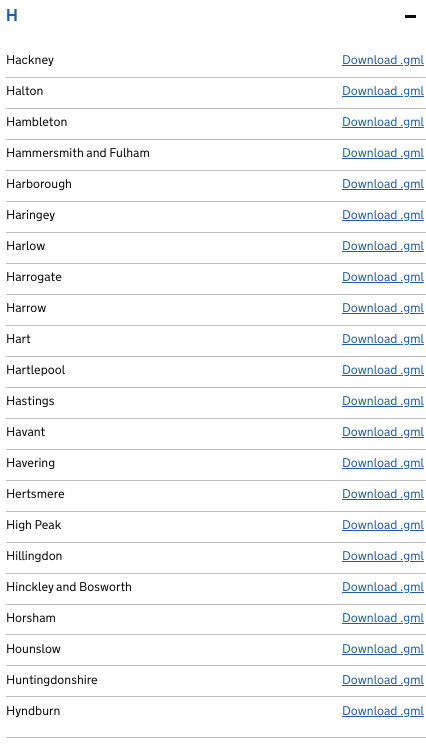 H
Hackney Download .gml
Halton Download .gml
Hambleton Download .gml
Hammersmith and Fulham Download .gml
Harborough Download .gml
Haringey Download .gml
Harlow Download .gml
Harrogate Download .gml
Harrow Download .gml
Hart Download .gml
Hartlepool Download .gml
Hastings Download .gml
Havant Download .gml
Havering Download .gml
Hertsmere Download .gml
High Peak Download .gml
Hillingdon Download .gml
Hinckley and Bosworth Download .gml
Horsham Download .gml
Hounslow Download .gml
Huntingdonshire Download .gml
Hyndburn Download .gml